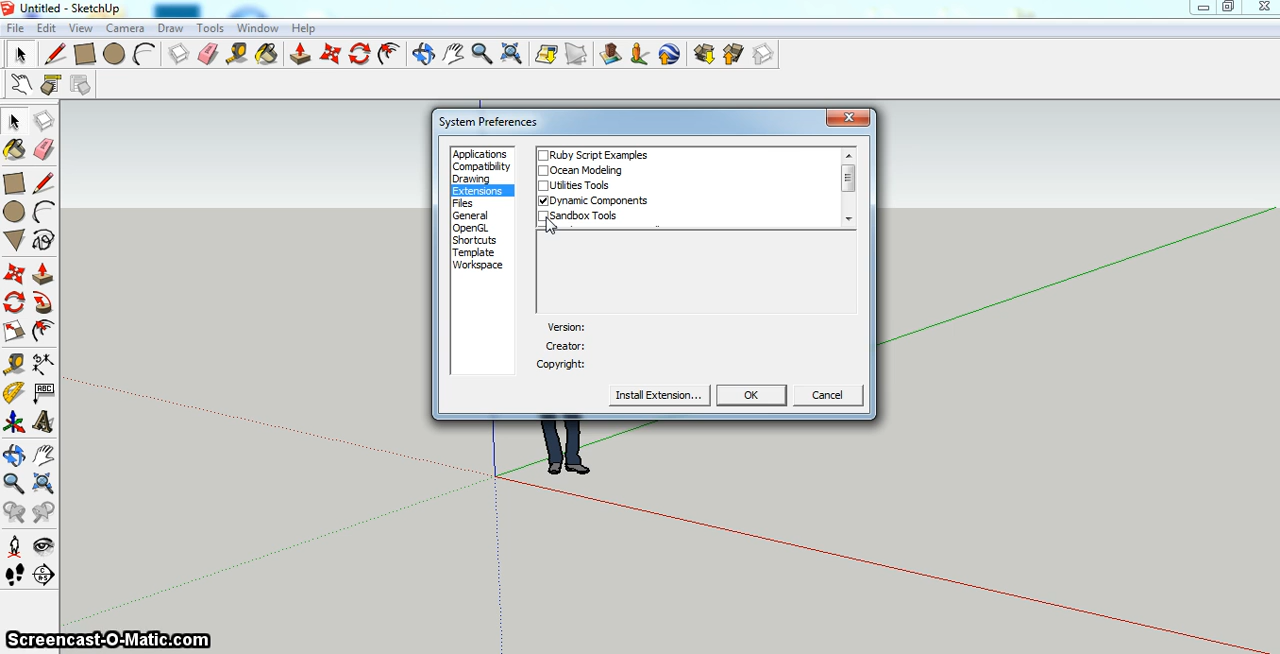 Untitled - SketchUp
File Edit View Camera Draw Tools Window Help
System Preferences
Applications
Compatibility
Drawing
Extensions
Files
General
OpenGL
Shortcuts
Template
Workspace
Ruby Script Examples
Ocean Modeling
Utilities Tools
Dynamic Components
Sandbox Tools
Version:
Creator:
Copyright:
Install Extension... OK Cancel
ABC
Screencast-O-Matic.com